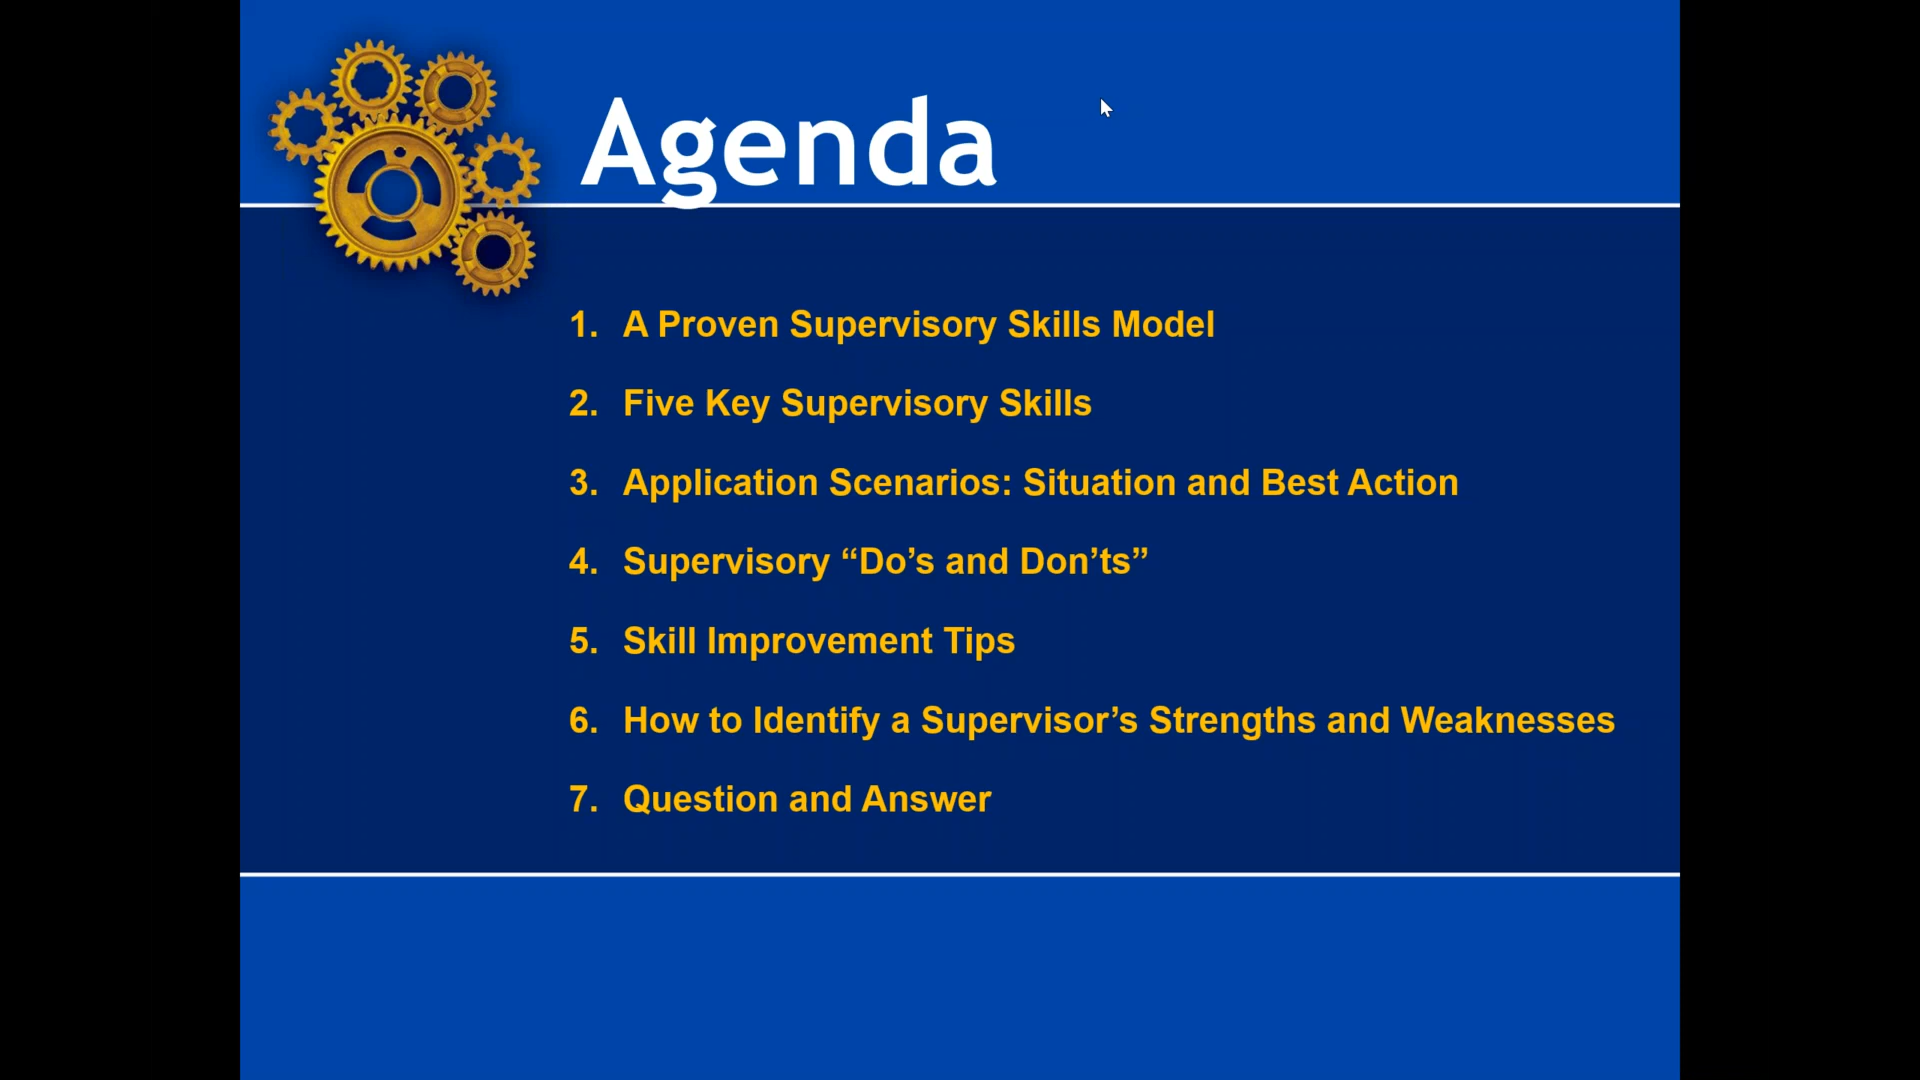 Agenda
1. A Proven Supervisory Skills Model
2. Five Key Supervisory Skills
3. Application Scenarios: Situation and Best Action
4. Supervisory “Do’s and Don’ts”
5. Skill Improvement Tips
6. How to Identify a Supervisor’s Strengths and Weaknesses
7. Question and Answer